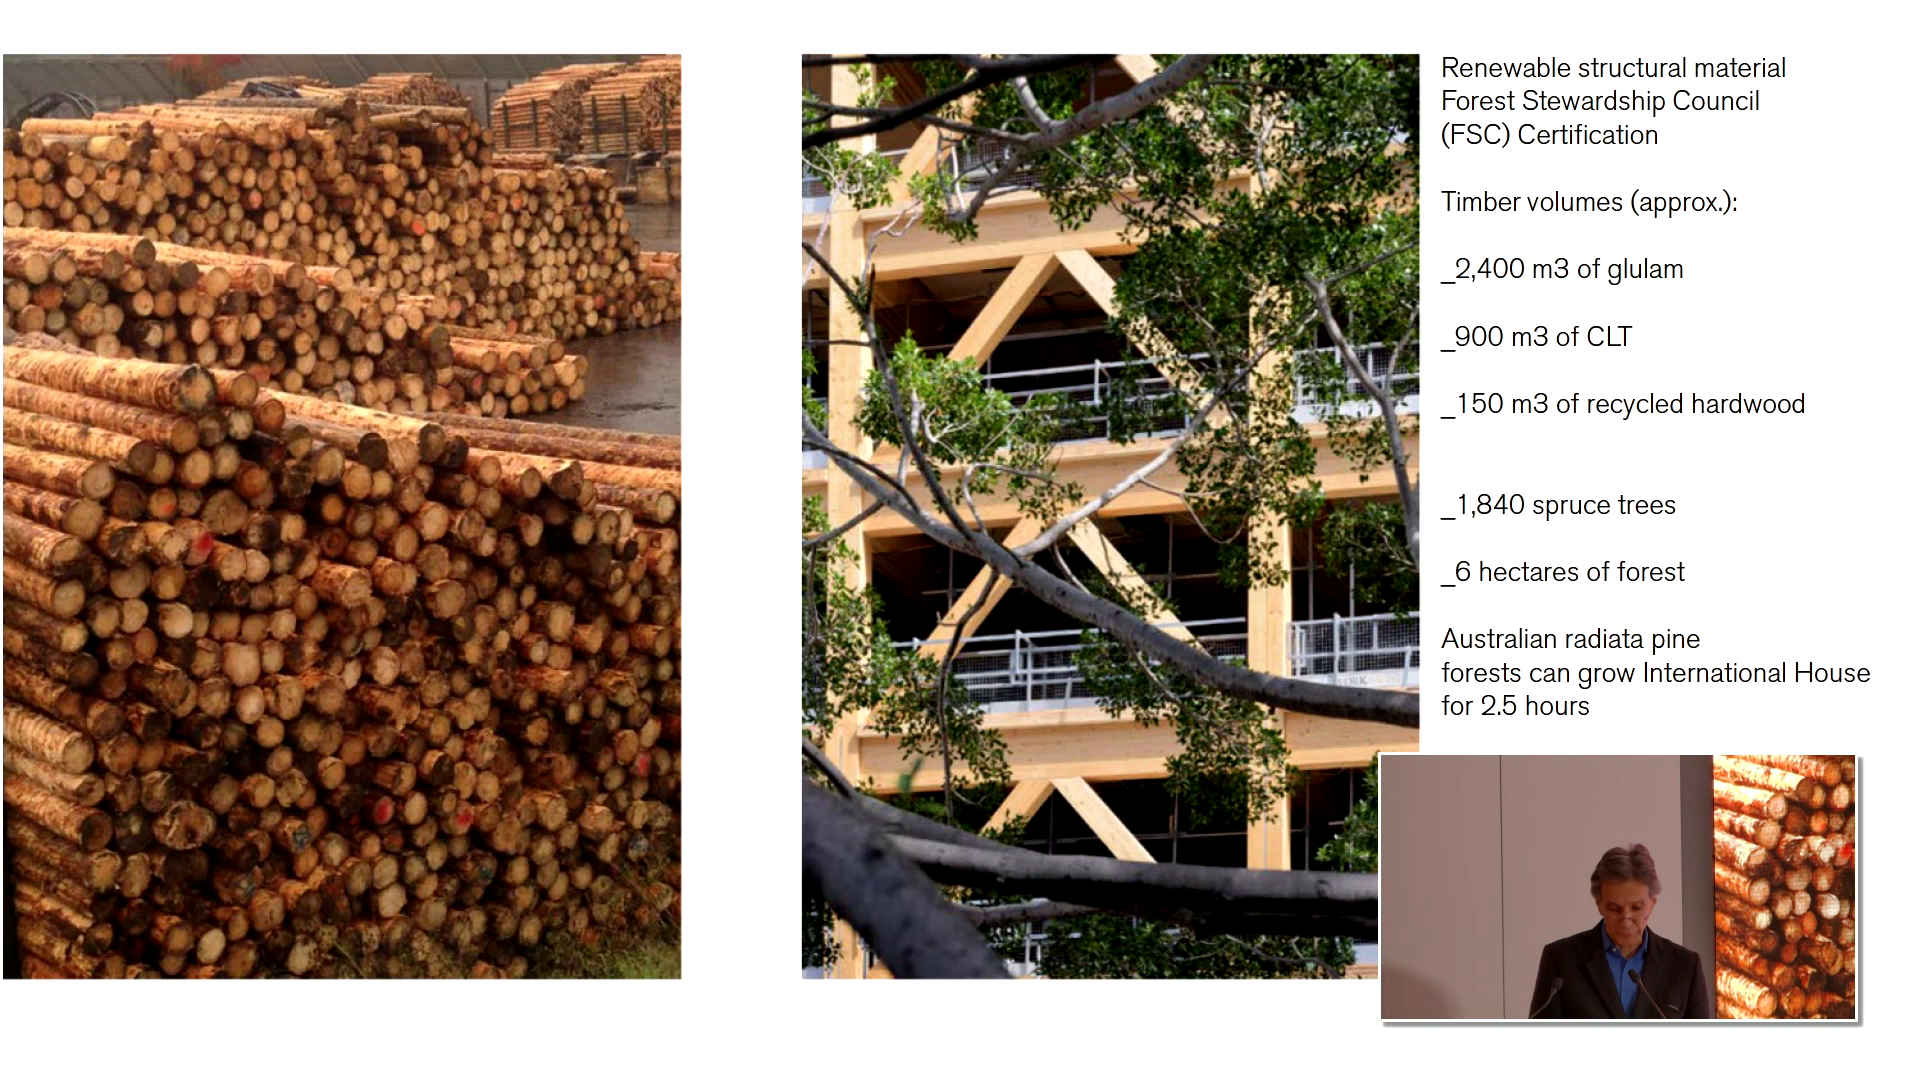 Renewable structural material
Forest Stewardship Council
(FSC) Certification
Timber volumes (approx.):
_2,400 m3 of glulam
_900 m3 of CLT
_150 m3 of recycled hardwood
_1,840 spruce trees
_6 hectares of forest
Australian radiata pine
forests can grow International House
for 2.5 hours